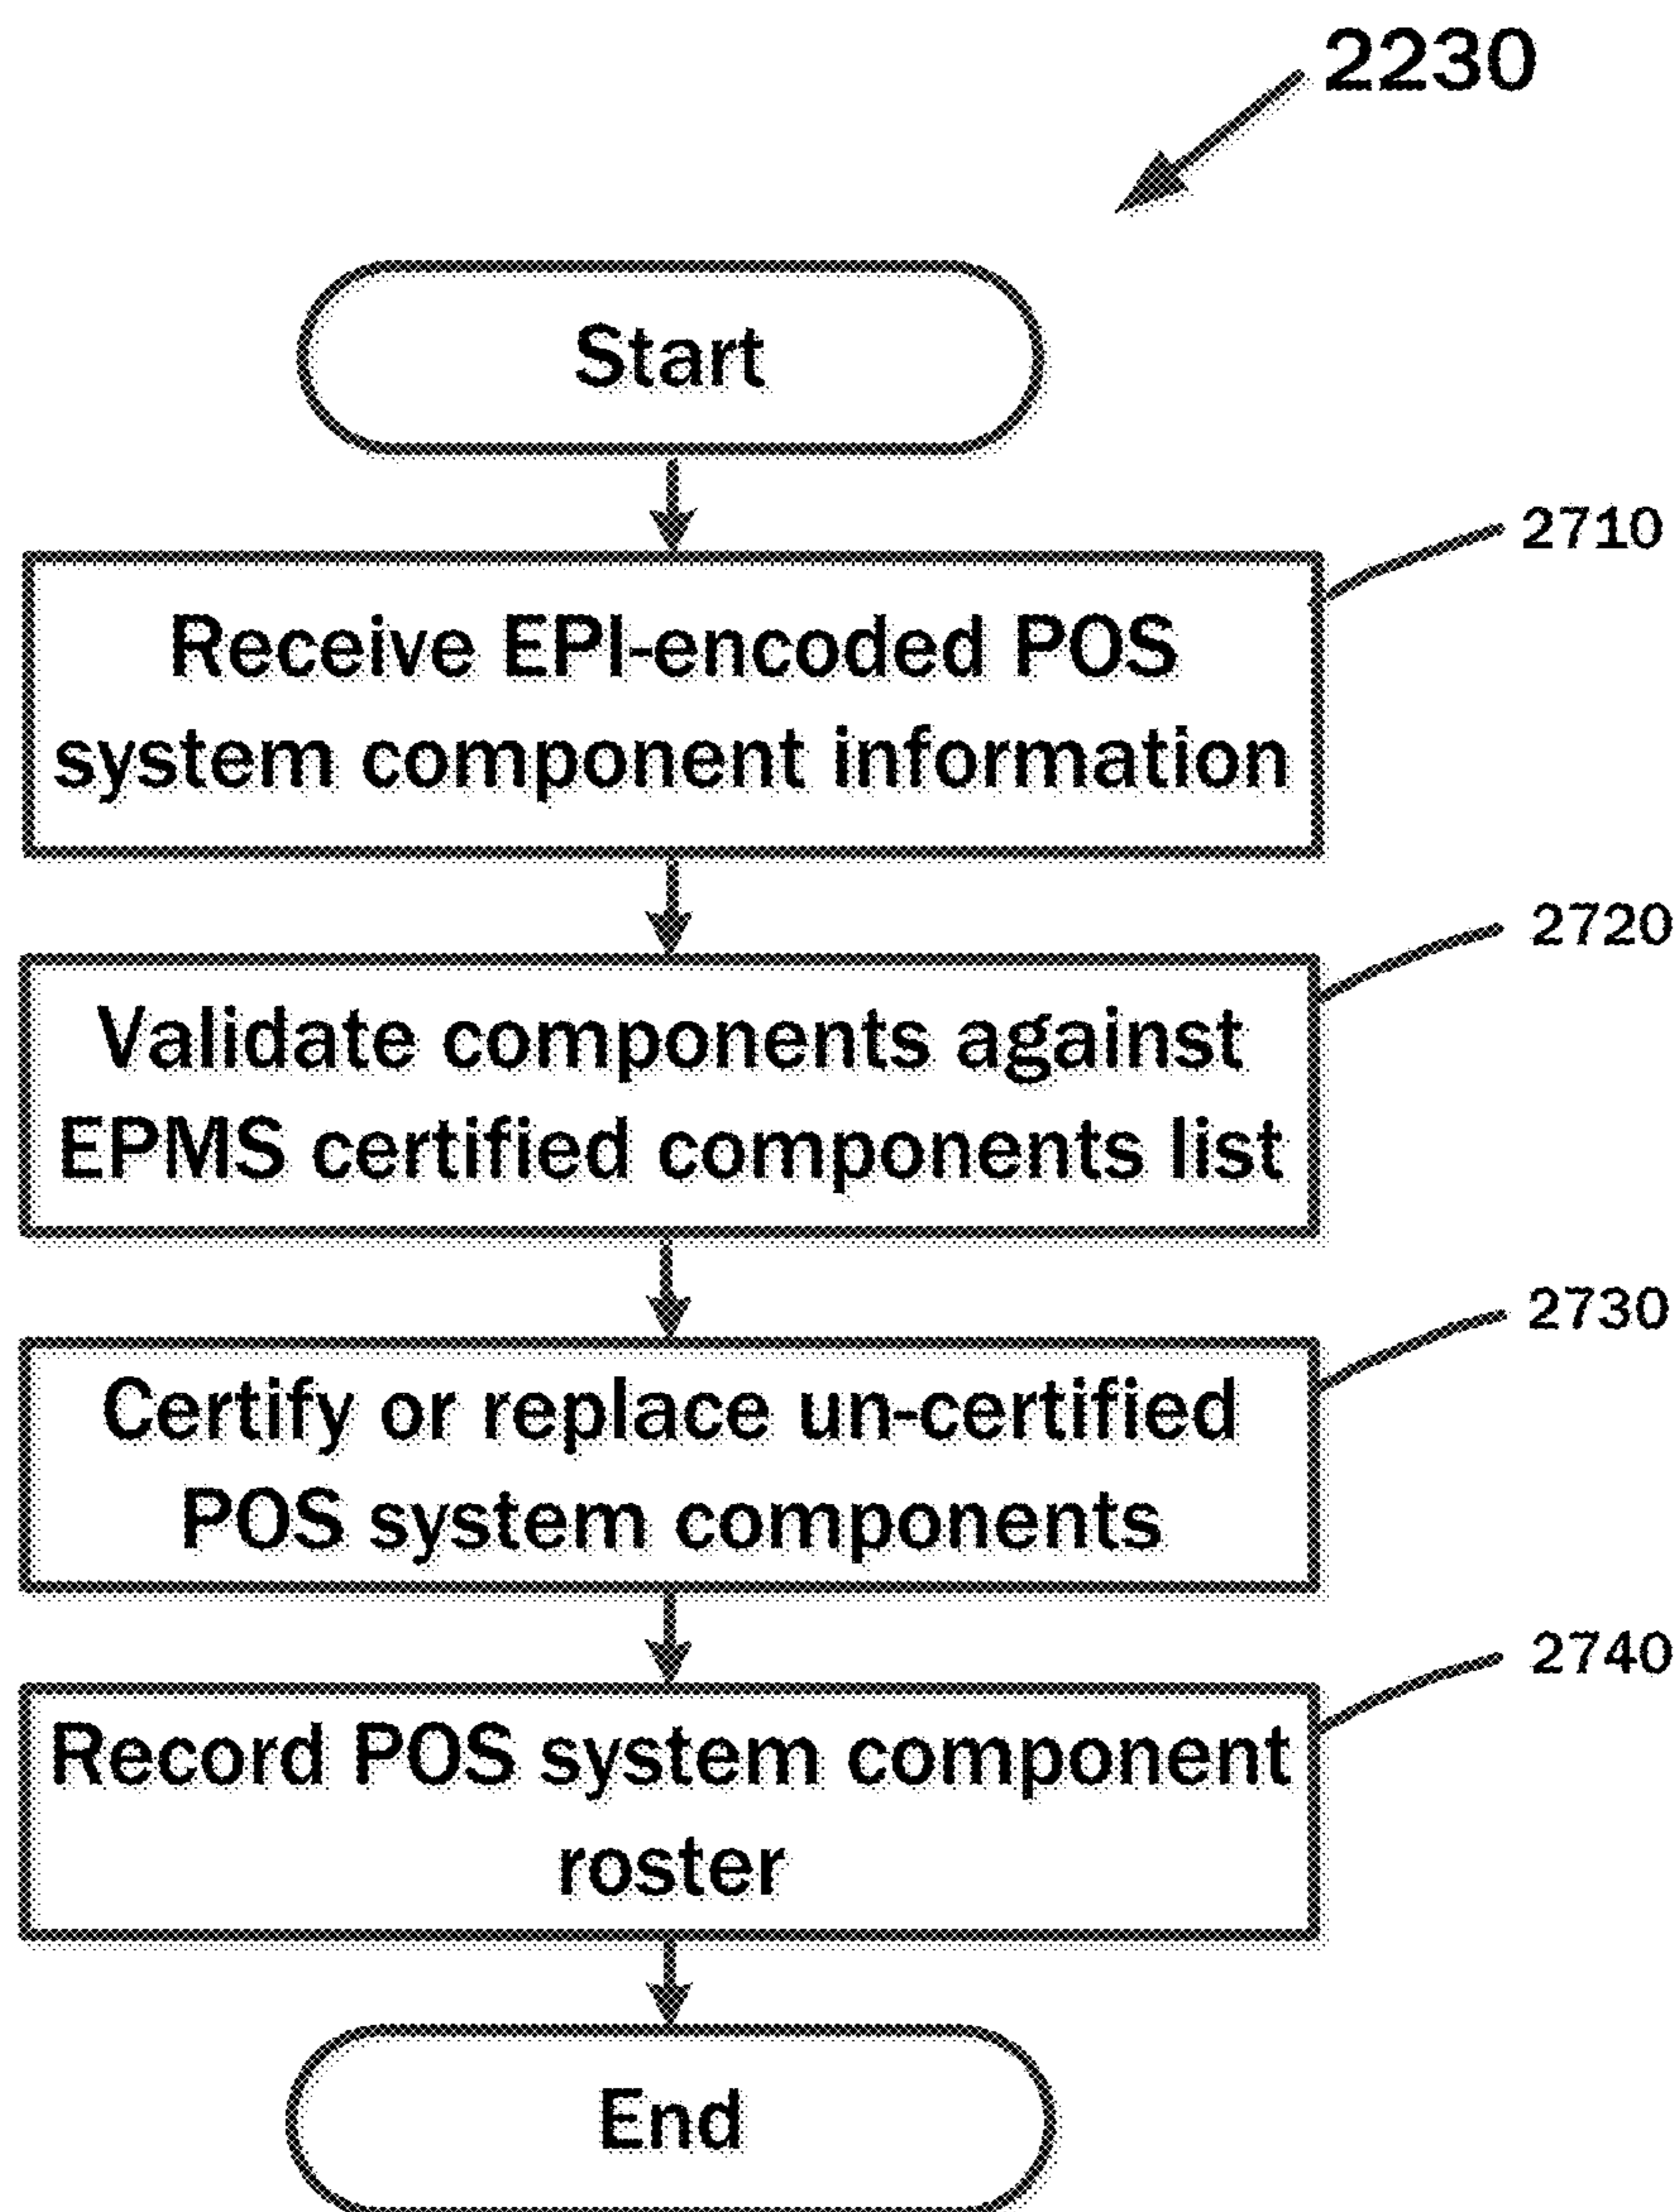 2230
Start
2710
Receive EPI-encoded POS
system component information
2720
Validate components against
EPMS certified components list
2730
Certify or replace un-certified
POS system components
2740
Record POS system component
roster
End